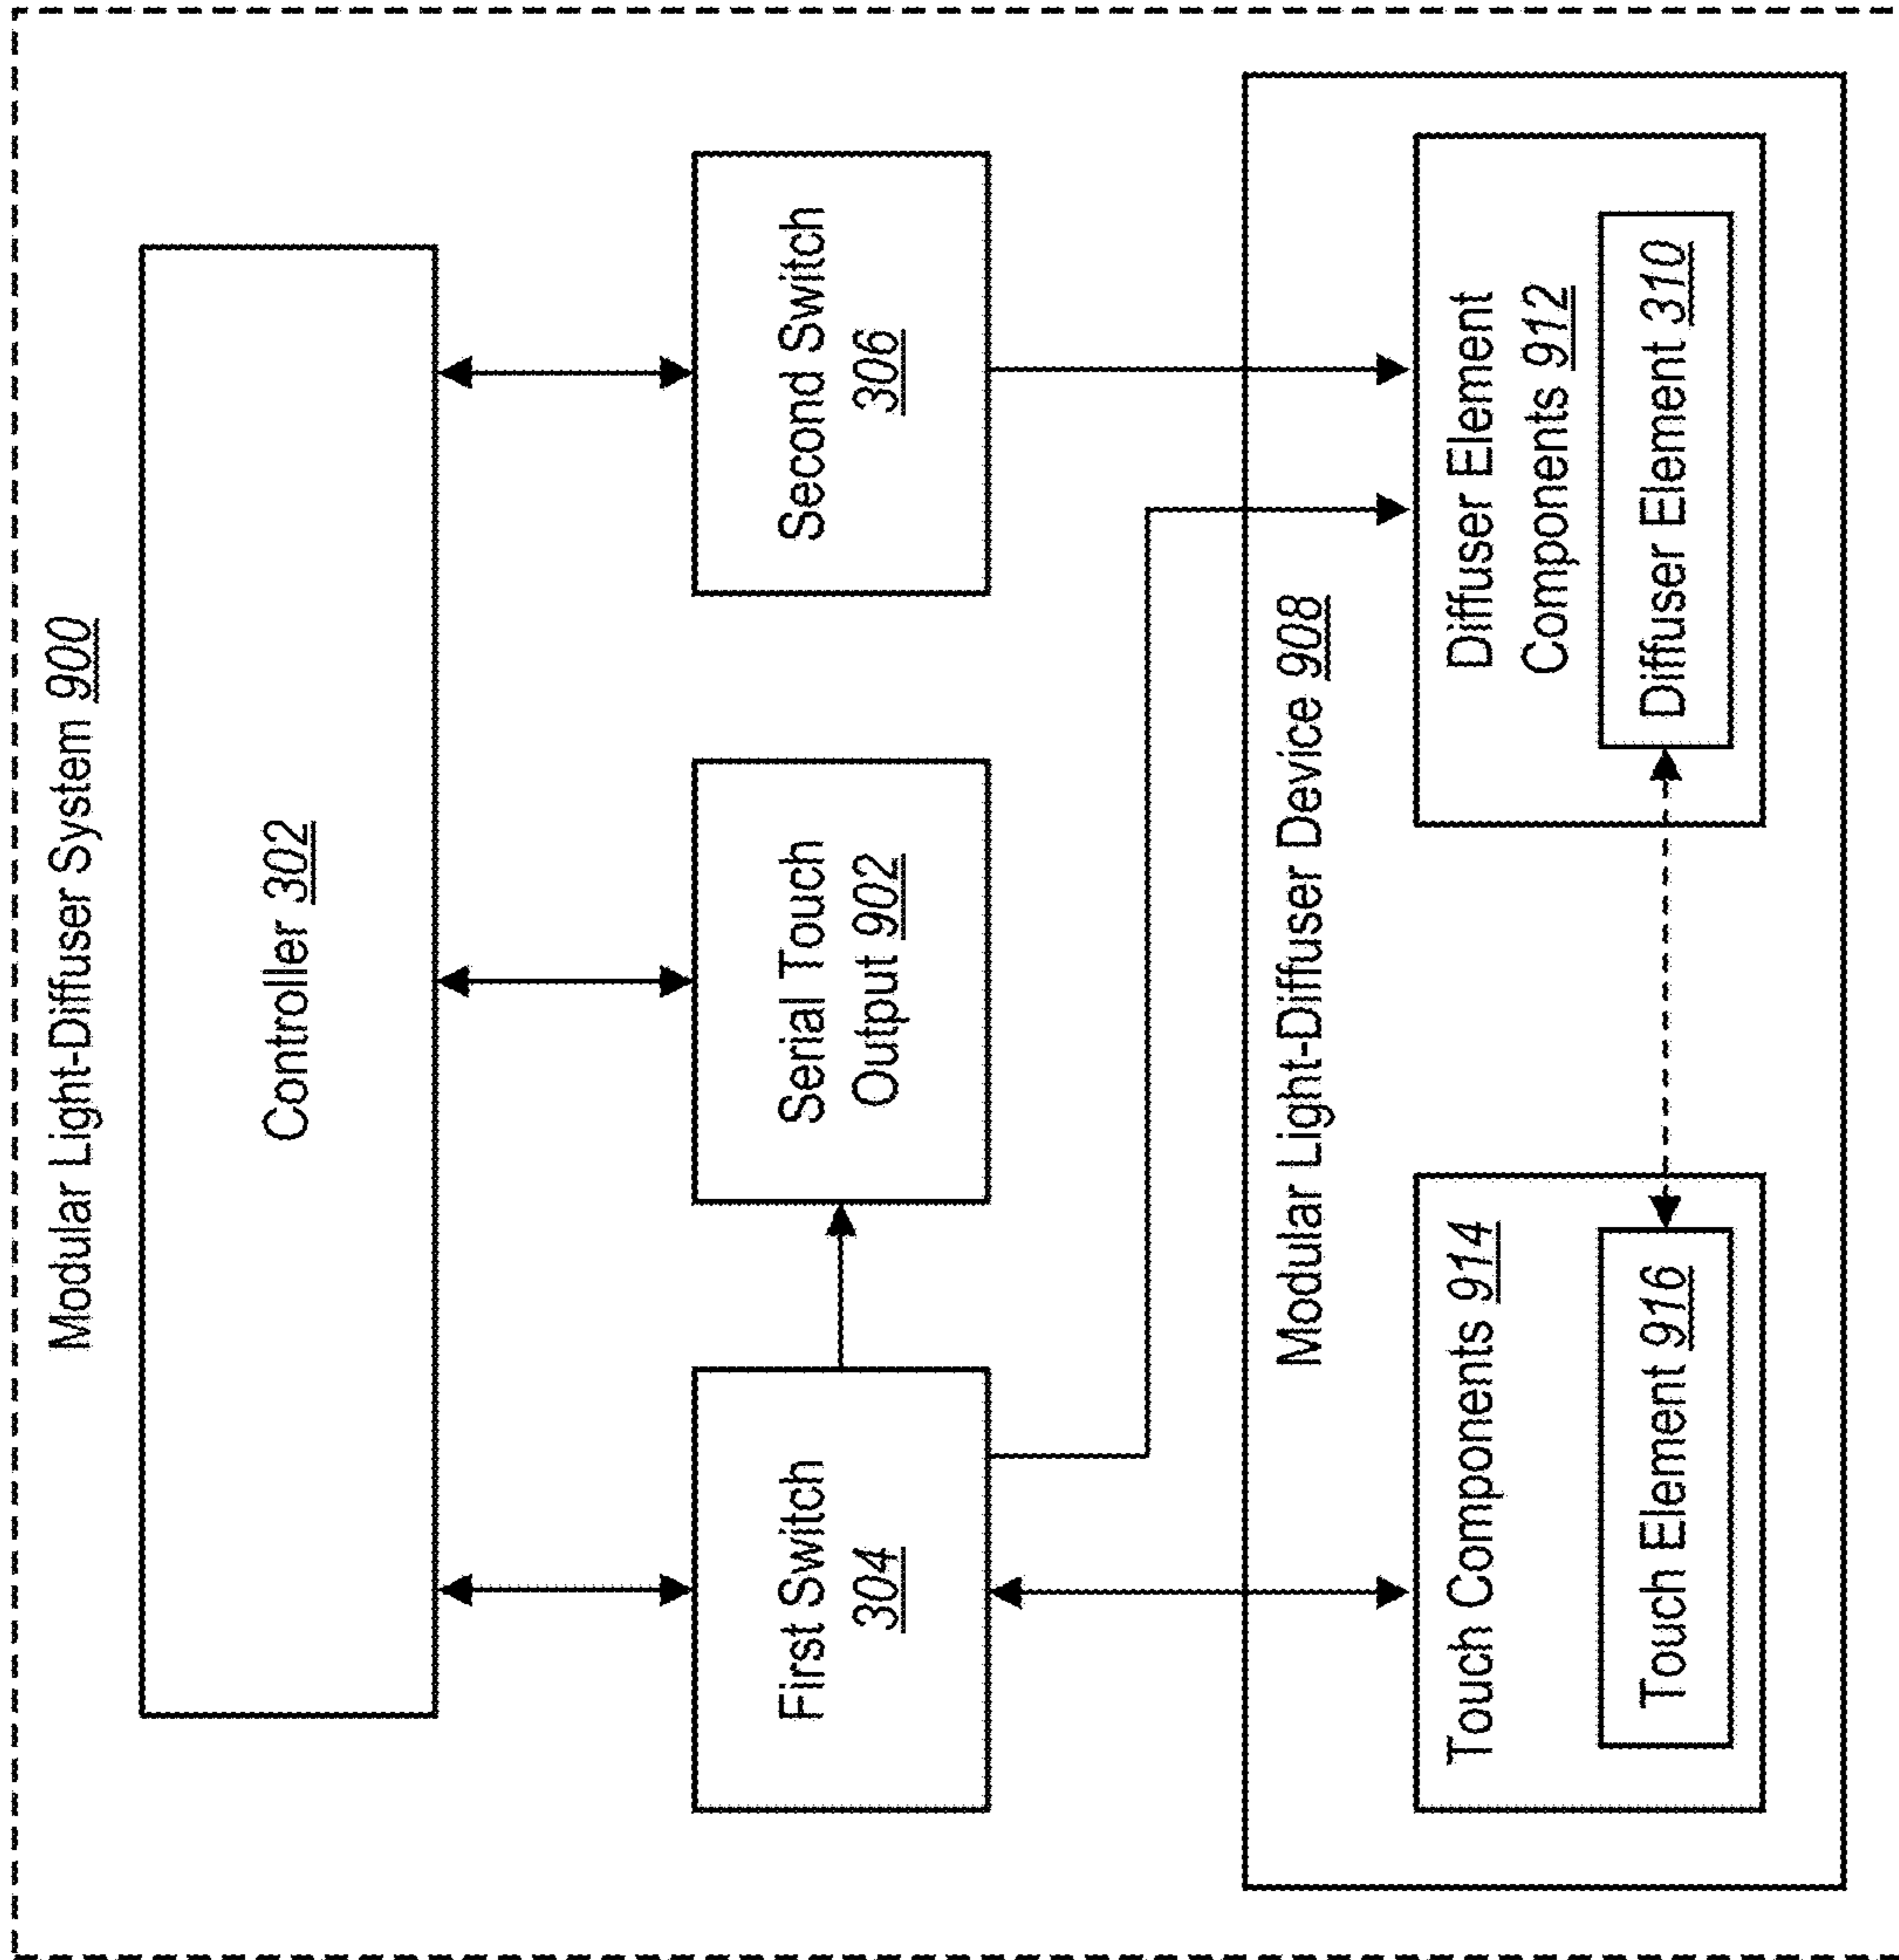 Modular Light-Diffuser System 900
Controller 302
First Switch
304
Serial Touch
Output 902
Second Switch
306
Modular Light-Diffuser Device 908
Touch Components 914
Touch Element 916
Diffuser Element
Components 912
Diffuser Element 310